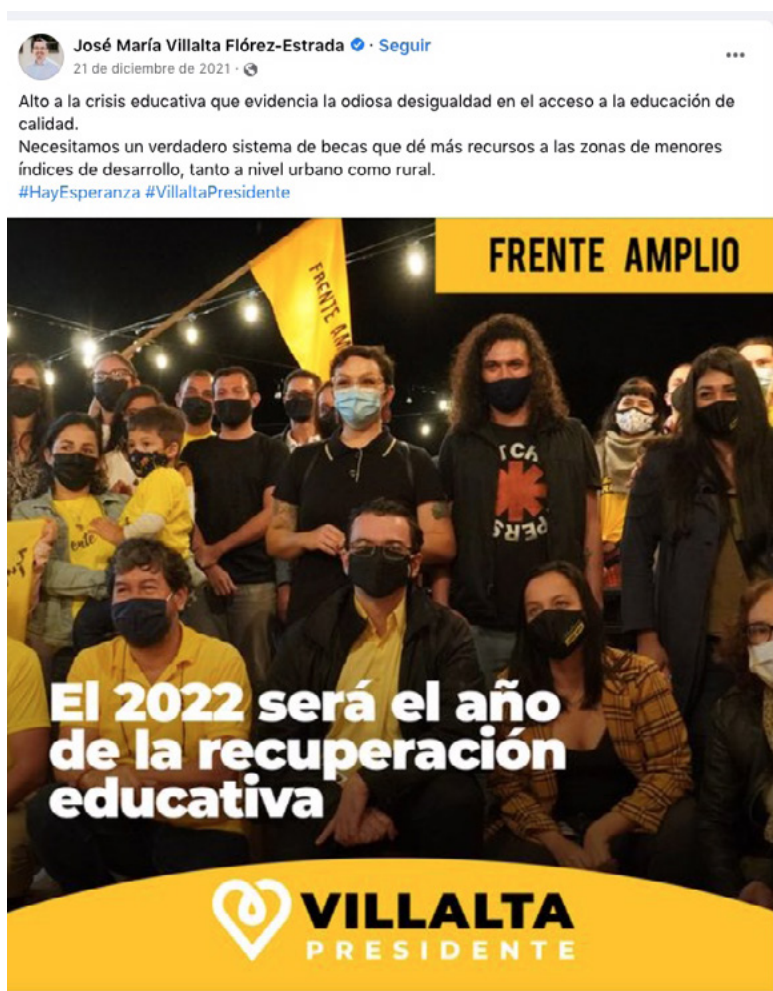 José María Villalta Flórez-Estrada · Seguir
21 de diciembre de 2021 ·
Alto a la crisis educativa que evidencia la odiosa desigualdad en el acceso a la educación de
calidad.
Necesitamos un verdadero sistema de becas que dé más recursos a las zonas de menores
índices de desarrollo, tanto a nivel urbano como rural.
#HayEsperanza #VillaltaPresidente
FRENTE AMPLIO
FRENTE AM
El 2022 será el año
de la recuperación
educativa
VILLALTA
PRESIDENTE